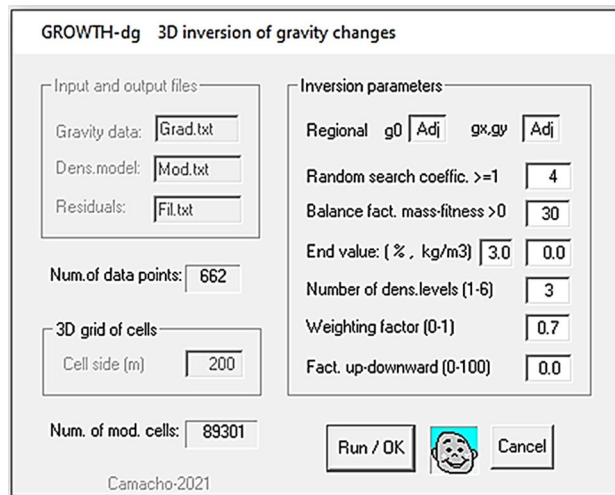 GROWTH-dg 3D inversion of gravity changes
Input and output files
Gravity data: Grad.txt
Dens.model: Mod.txt
Residuals: Fil.txt
Num.of data points: 662
3D grid of cells
Cell side (m) 200
Num. of mod. cells: 89301
Camacho-2021
Inversion parameters
Regional g0 Adj gx,gy Adj
Random search coeffic. >=1 4
Balance fact. mass-fitness >0 30
End value: ( % , kg/m3) 3.0 0.0
Number of dens.levels (1-6) 3
Weighting factor (0-1) 0.7
Fact. up-downward (0-100) 0.0
Run / OK
Cancel